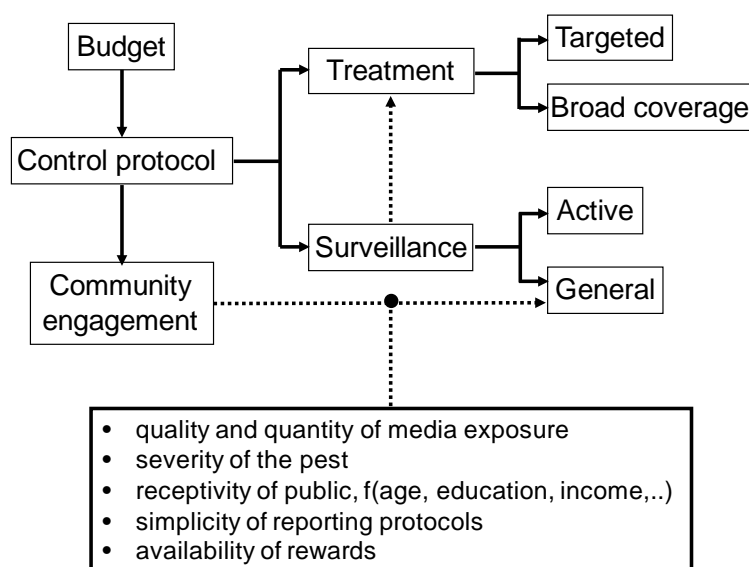 Budget
Treatment
Targeted
Broad coverage
Control protocol
Surveillance
Active
General
Community
engagement
• quality and quantity of media exposure
• severity of the pest
• receptivity of public, f(age, education, income,..)
• simplicity of reporting protocols
• availability of rewards